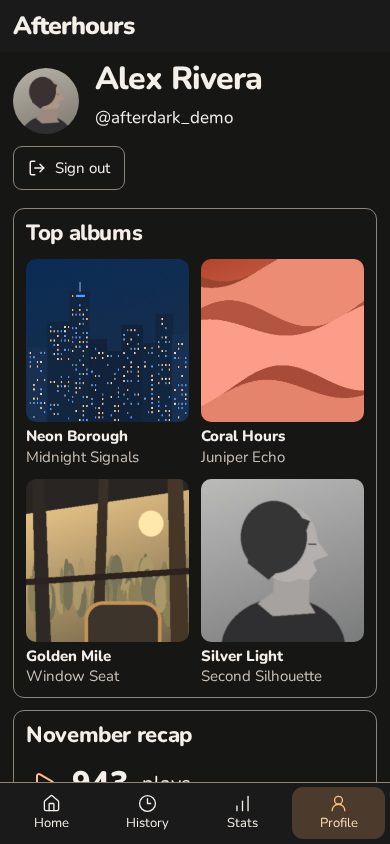 Afterhours
Alex Rivera
@afterdark_demo
Sign out
Top albums
Neon Borough
Midnight Signals
Coral Hours
Juniper Echo
Golden Mile
Window Seat
Silver Light
Second Silhouette
November recap
943 plays
Home
History
Stats
Profile